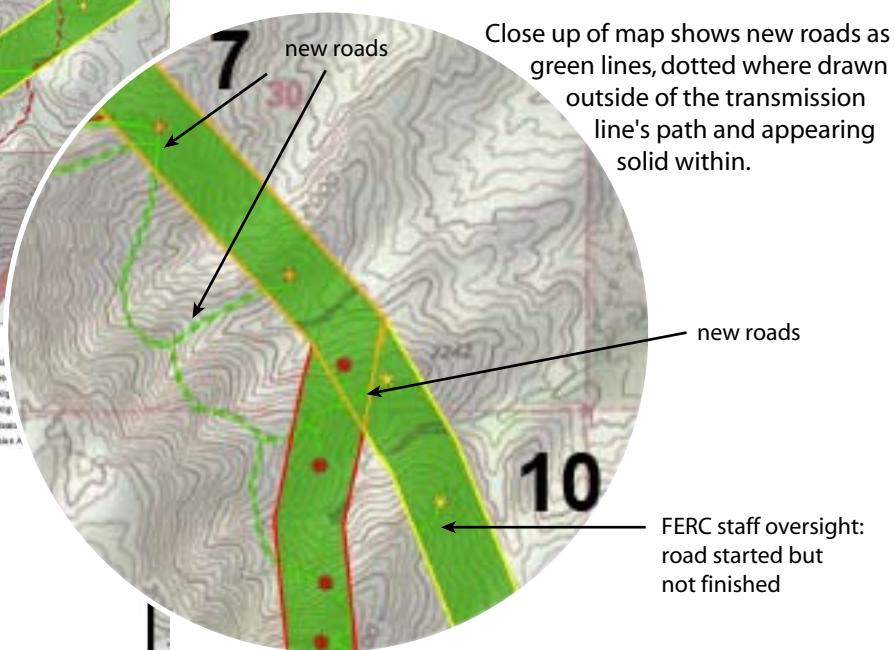 Close up of map shows new roads as
green lines, dotted where drawn
outside of the transmission
line's path and appearing
solid within.
new roads
7
30
2242
new roads
10
FERC staff oversight:
road started but
not finished